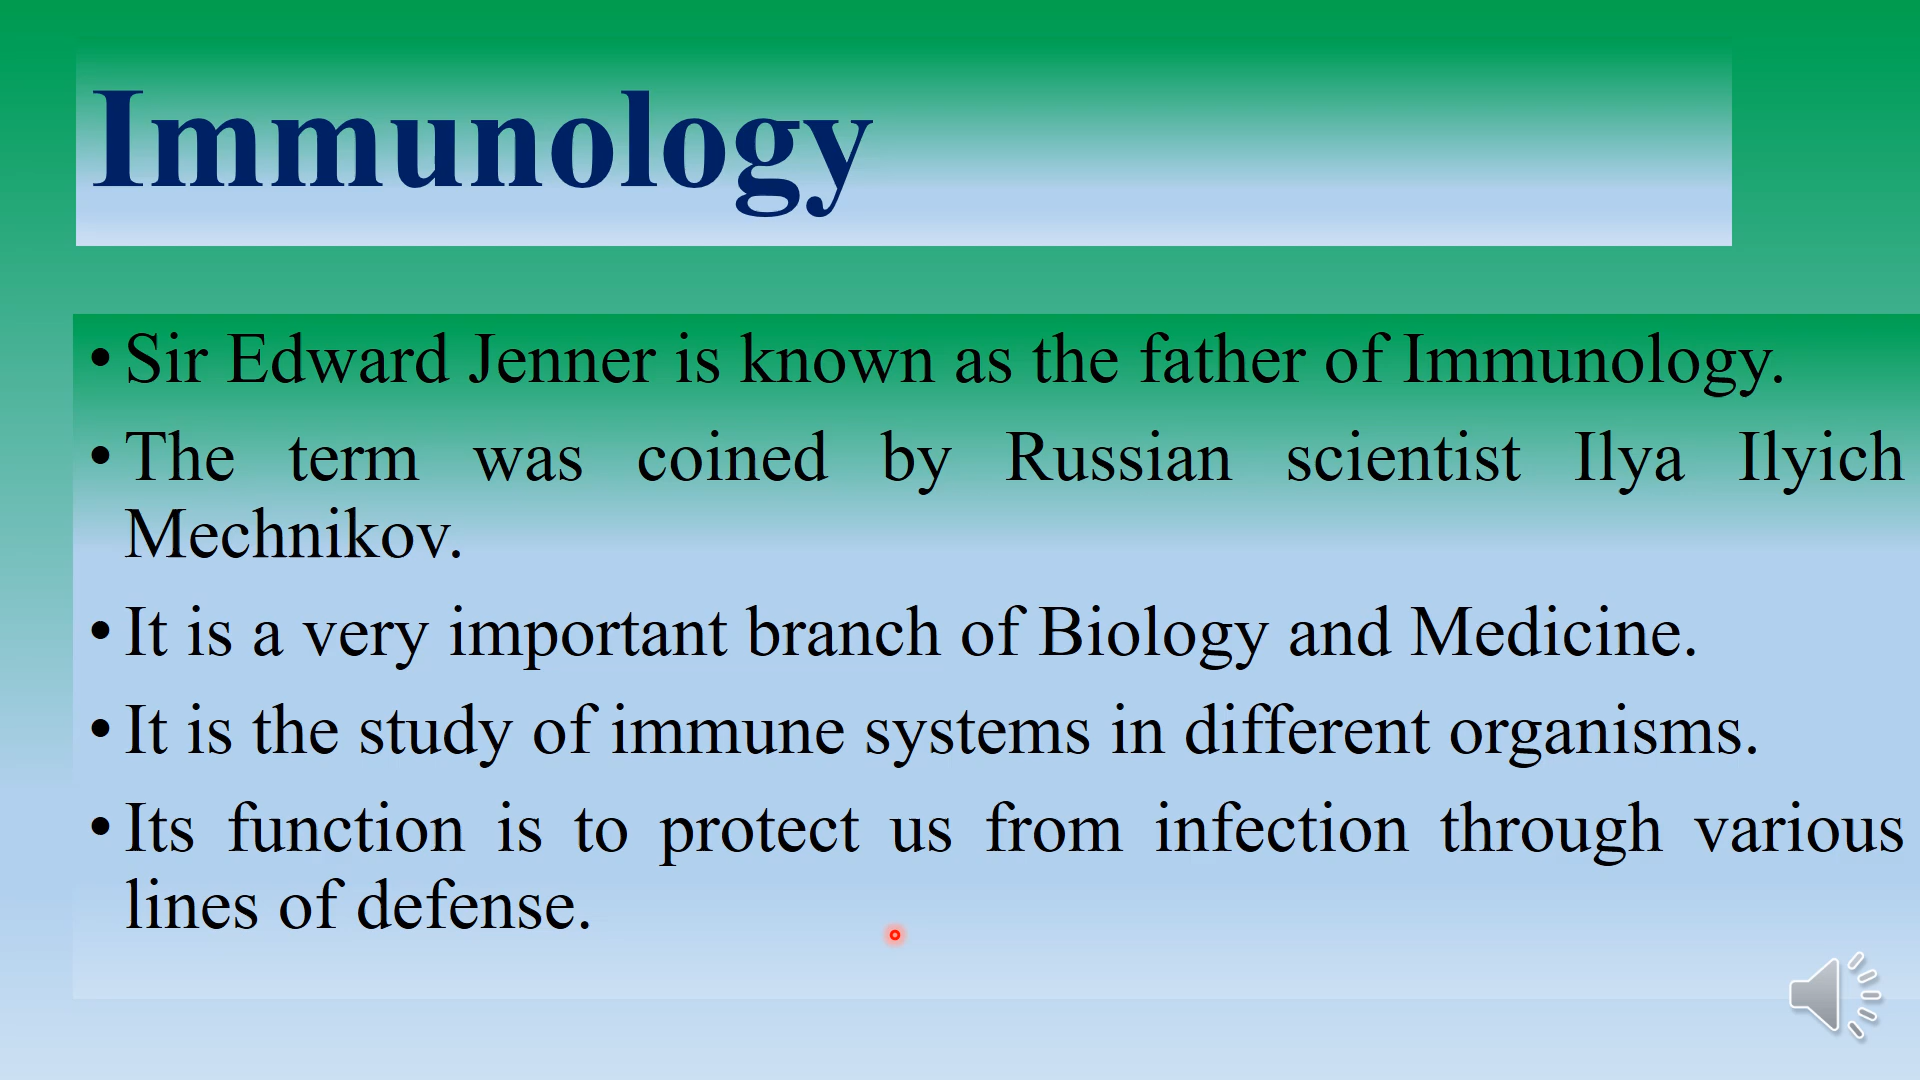 Immunology
• Sir Edward Jenner is known as the father of Immunology.
• The term was coined by Russian scientist Ilya Ilyich
Mechnikov.
• It is a very important branch of Biology and Medicine.
• It is the study of immune systems in different organisms.
• Its function is to protect us from infection through various
lines of defense.